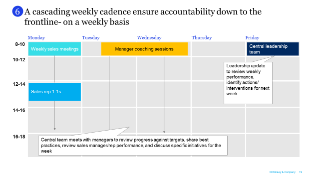 6 A cascading weekly cadence ensure accountability down to the
frontline- on a weekly basis
Monday Tuesday Wednesday Thursday Friday
8-10
Weekly sales meetings
Manager coaching sessions
Central leadership
team
10-12
Leadership update
to review weekly
performance,
identify actions/
interventions for next
week
12-14
Sales rep 1-1s
14-16
16-18
Central team meets with managers to review progress against targets, share best
practices, review sales manager/rep performance, and discuss specific initiatives for the
week